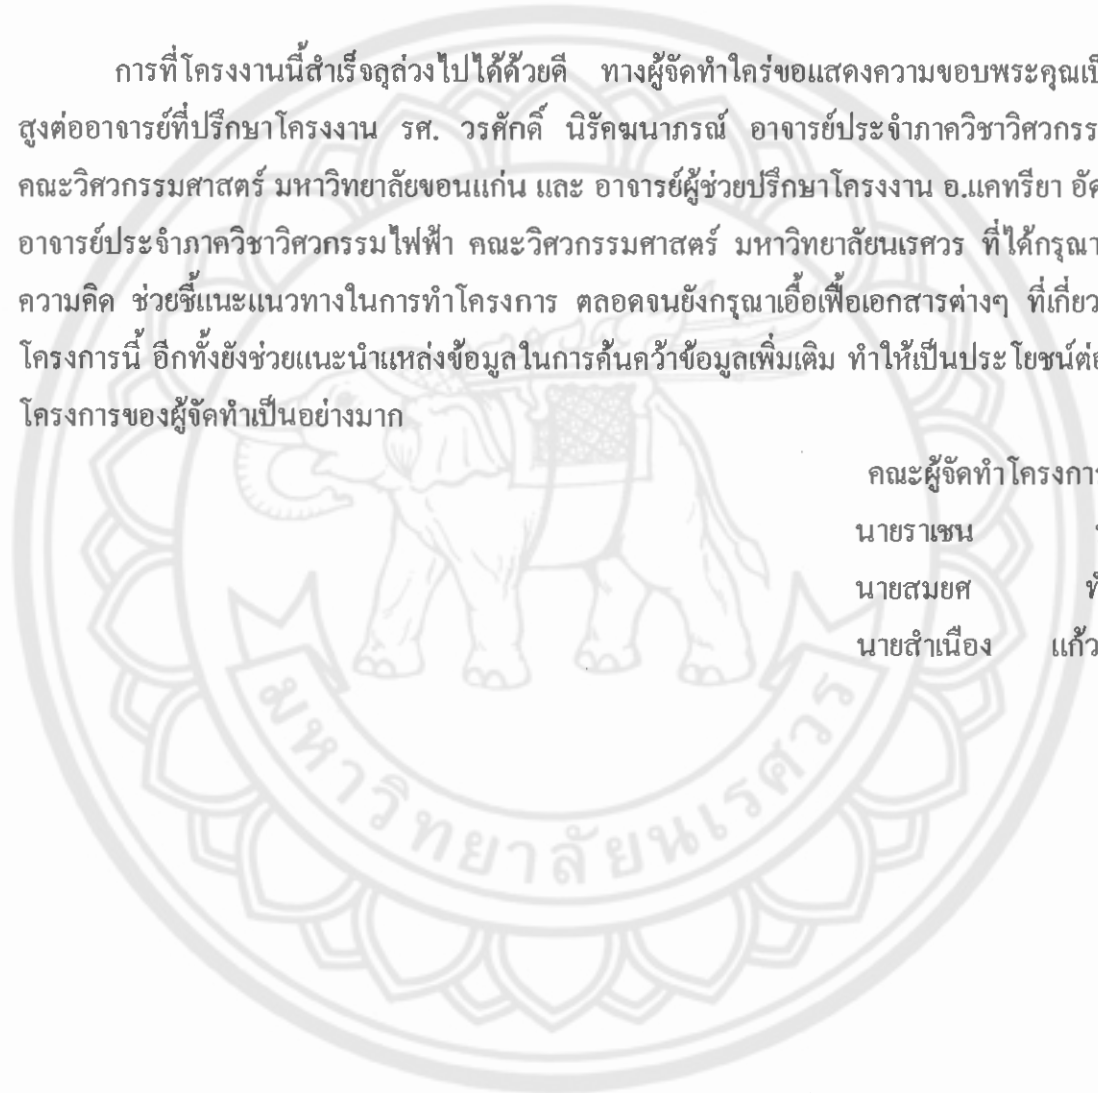 การที่โครงงานนี้สำเร็จลุล่วงไปได้ด้วยดี ทางผู้จัดทำใคร่ขอแสดงความขอบพระคุณ
สูงต่ออาจารย์ที่ปรึกษาโครงงาน รศ. วรศักดิ์ นิรัคฆนาภรณ์ อาจารย์ประจำภาควิชาวิศวกรร
คณะวิศวกรรมศาสตร์ มหาวิทยาลัยขอนแก่น และ อาจารย์ผู้ช่วยปรึกษาโครงงาน อ.แคทรียา
อาจารย์ประจำภาควิชาวิศวกรรมไฟฟ้า คณะวิศวกรรมศาสตร์ มหาวิทยาลัยนเรศวร ที่ได้กรุณา
ความคิด ช่วยชี้แนะแนวทางในการทำโครงการ ตลอดจนยังกรุณาเอื้อเฟื้อเอกสารต่างๆ ที่เกี่ยว
โครงการนี้ อีกทั้งยังช่วยแนะนำแหล่งข้อมูลในการค้นคว้าข้อมูลเพิ่มเติม ทำให้เป็นประโยชน์ต่อ
โครงการของผู้จัดทำเป็นอย่างมาก
คณะผู้จัดทำโครงการ
นายราเชน
นายสมยศ
นายสำเนือง แก้ว
มหาวิทยาลัยนเรศวร